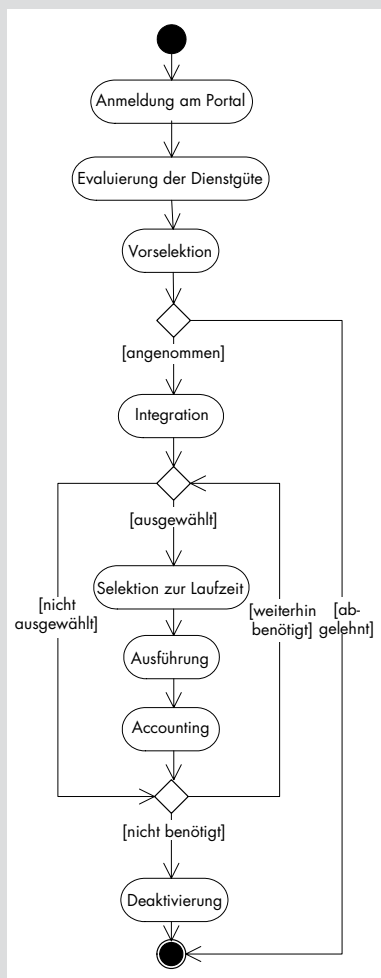 Anmeldung am Portal
Evaluierung der Dienstgüte
Vorselektion
[angenommen]
Integration
[ausgewählt]
Selektion zur Laufzeit
[nicht
ausgewählt]
[weiterhin
benötigt]
[ab-
gelehnt]
Ausführung
Accounting
[nicht benötigt]
Deaktivierung